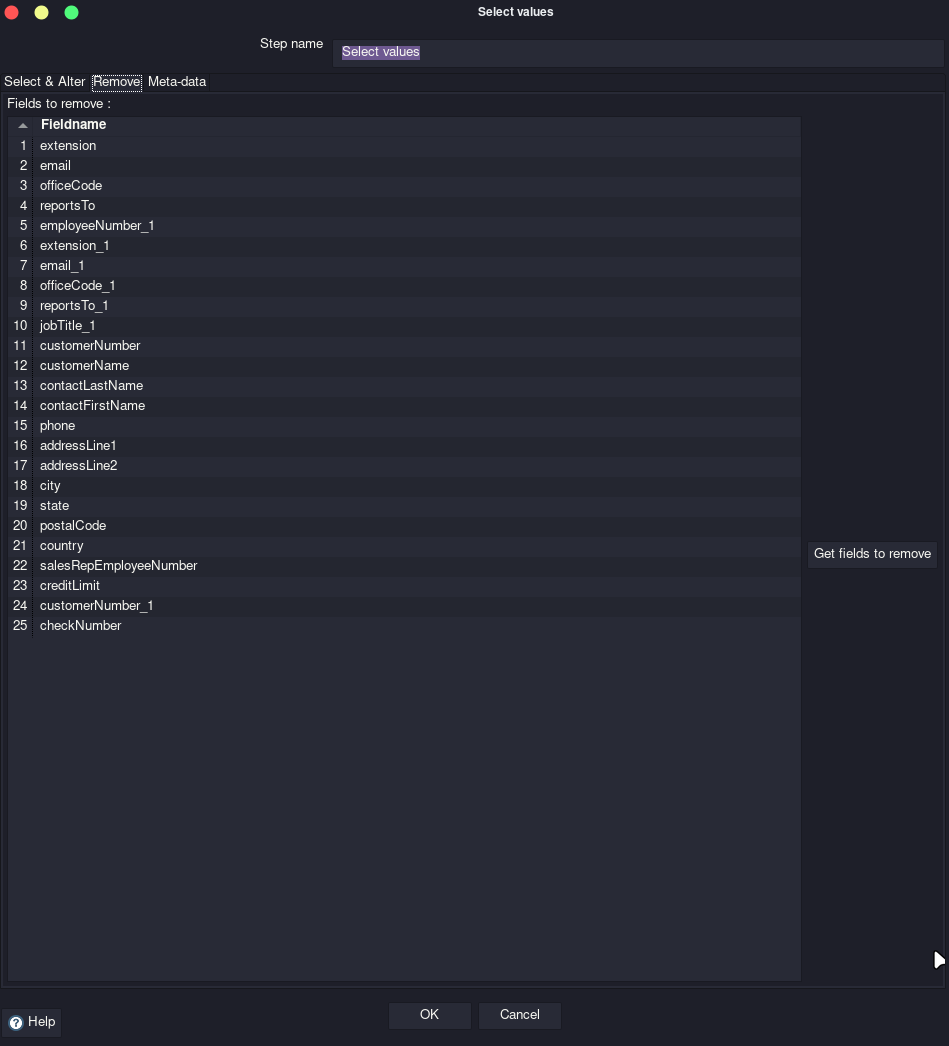 Select values
Step name Select values
Select & Alter Remove Meta-data
Fields to remove :
Fieldname
1 extension
2 email
3 officeCode
4 reportsTo
5 employeeNumber_1
6 extension_1
7 email_1
8 officeCode_1
9 reportsTo_1
10 jobTitle_1
11 customerNumber
12 customerName
13 contactLastName
14 contactFirstName
15 phone
16 addressLine1
17 addressLine2
18 city
19 state
20 postalCode
21 country
22 salesRepEmployeeNumber
23 creditLimit
24 customerNumber_1
25 checkNumber
Get fields to remove
OK Cancel
? Help